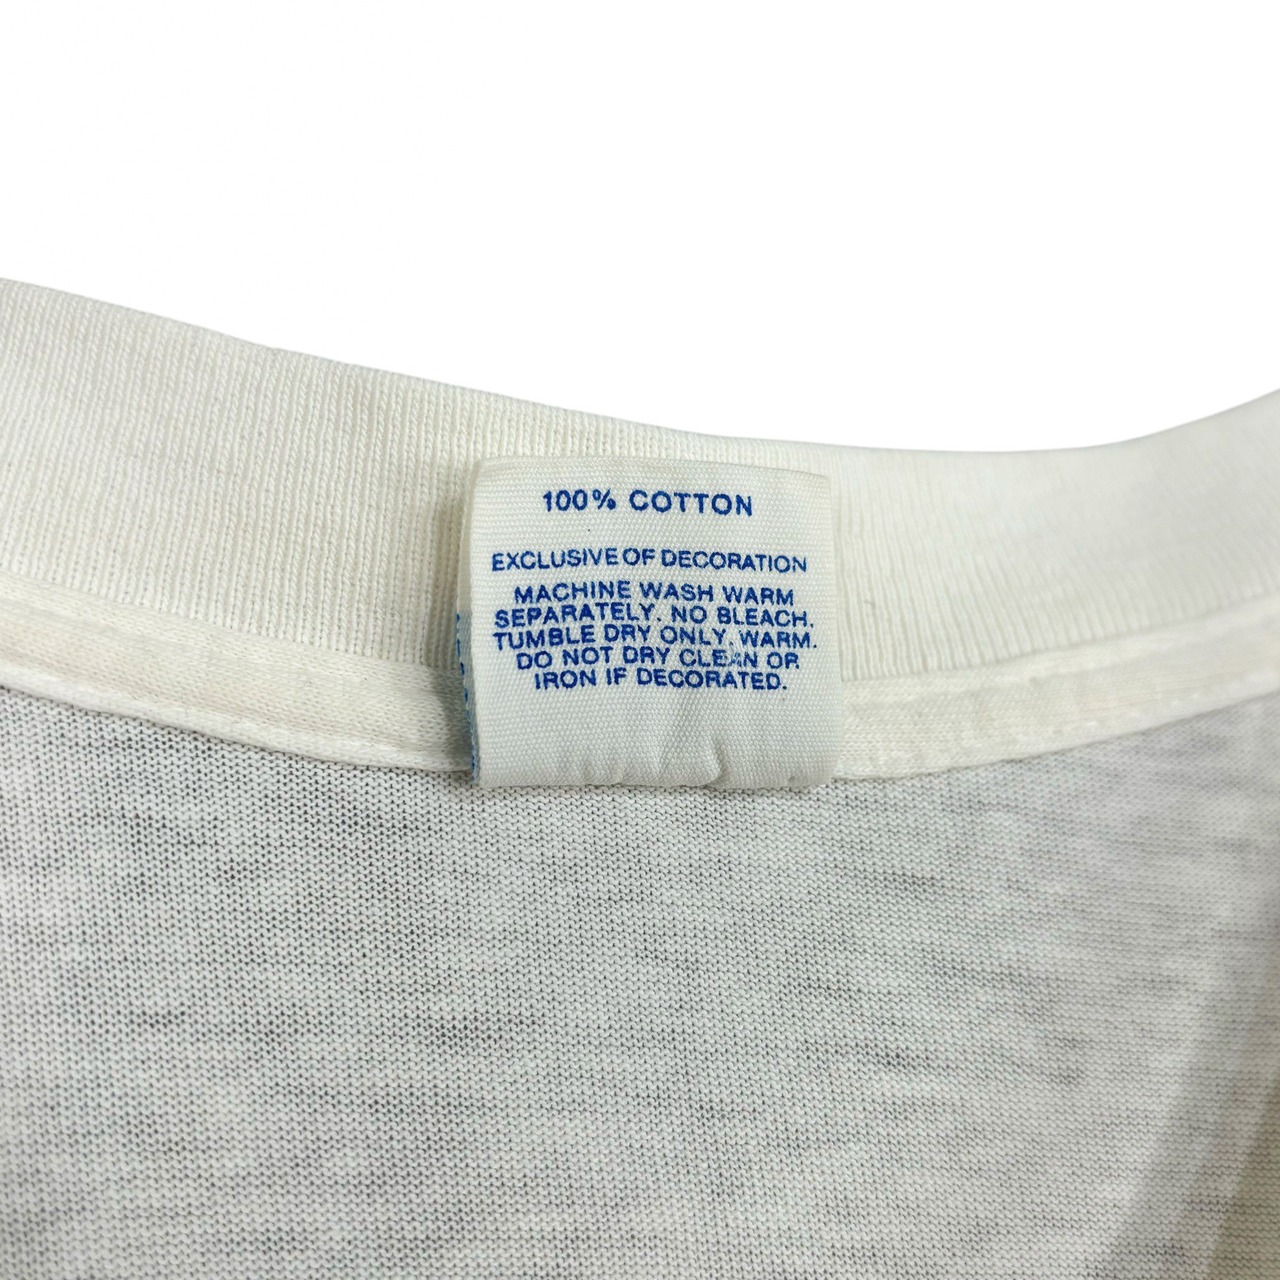 100% COTTON
EXCLUSIVE OF DECORATION
MACHINE WASH WARM
SEPARATELY. NO BLEACH.
TUMBLE DRY ONLY, WARM.
DO NOT DRY CLEAN OR
IRON IF DECORATED.